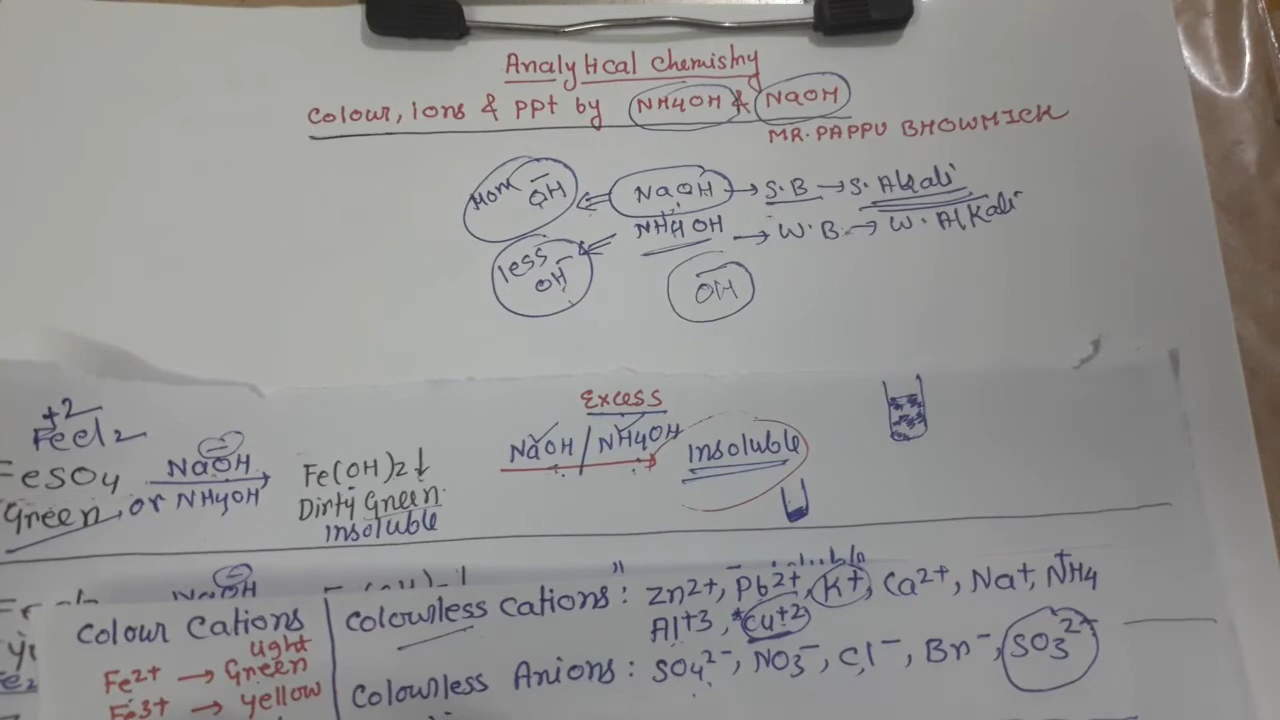 Analytical Chemistry
Colour, Ions & ppt by NH4OH & NaOH
MR. PAPPU BHOWMICK
More OH⁻ ⇐ NaOH → S.B → S. Alkali
less OH⁻ ⇐ NH4OH → W.B. → W. Alkali
OH⁻
+2
FeCl2
FeSO4
Green
NaOH
or NH4OH
Fe(OH)2↓
Dirty Green
insoluble
Excess
NaOH / NH4OH
Insoluble
NaOH
Colour Cations
Fe2+ → light Green
Fe3+ → yellow
Colourless Cations : Zn2+, Pb2+, K+, Ca2+, Na+, NH4+
Al+3, *Cu+2
Colourless Anions : SO4²⁻, NO3⁻, Cl⁻, Br⁻, SO3²⁻